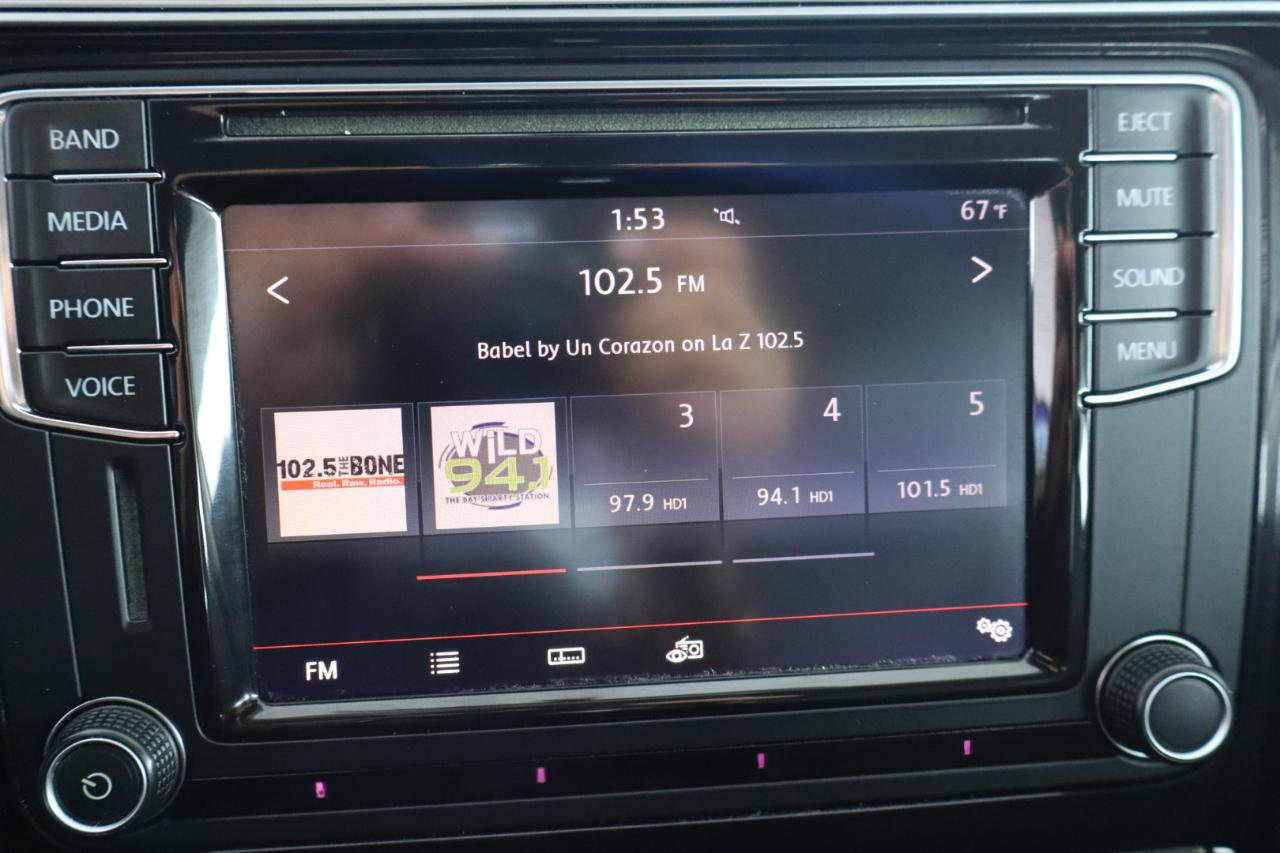 BAND
MEDIA
PHONE
VOICE
EJECT
MUTE
SOUND
MENU
1:53
67 °F
102.5 FM
Babel by Un Corazon on La Z 102.5
102.5 THE BONE
Real. Raw. Radio.
WiLD
94.1
THE BAY'S PARTY STATION
3
97.9 HD1
4
94.1 HD1
5
101.5 HD1
FM